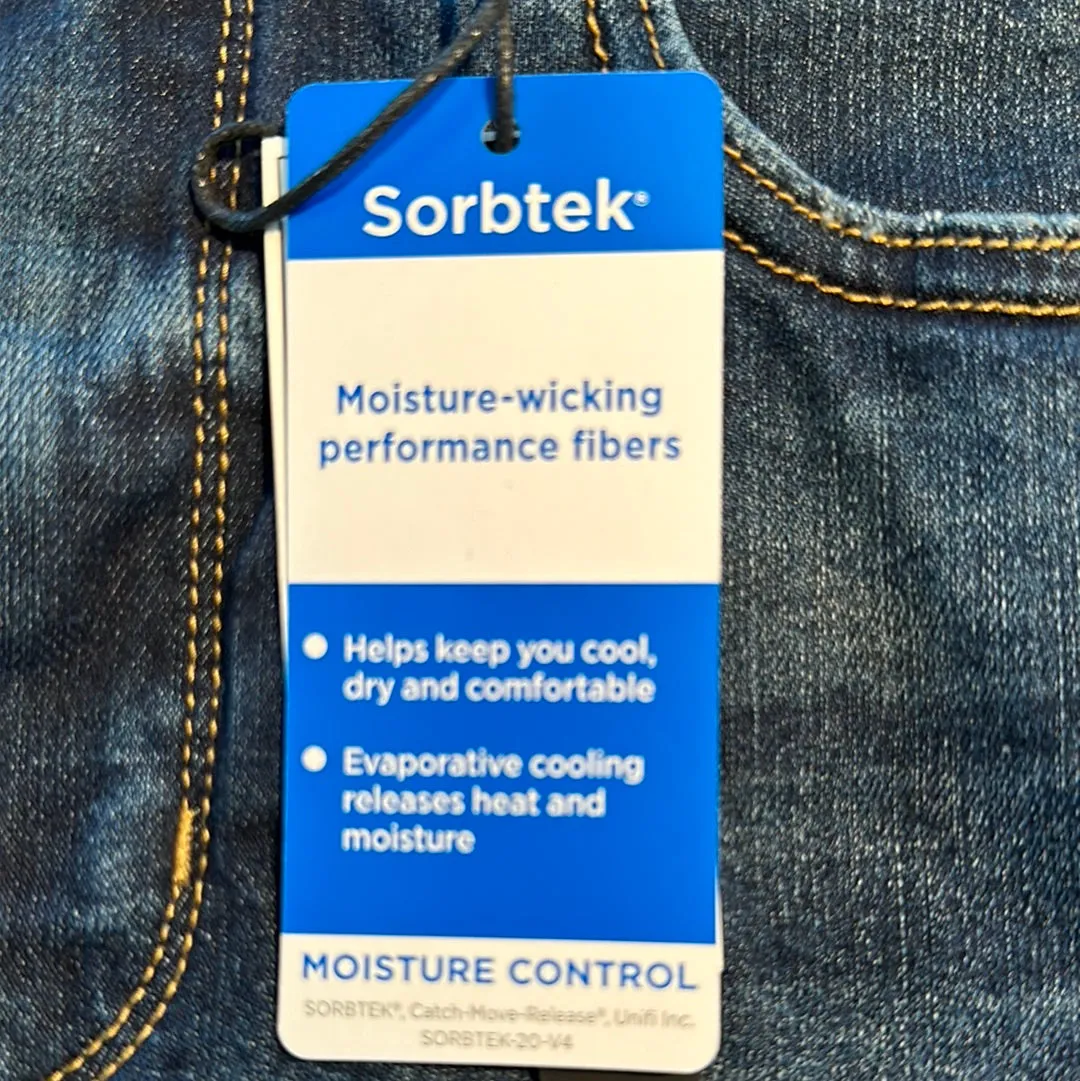 Sorbtek®
Moisture-wicking
performance fibers
Helps keep you cool,
dry and comfortable
Evaporative cooling
releases heat and
moisture
MOISTURE CONTROL
SORBTEK®, Catch-Move-Release®, Unifi Inc.
SORBTEK-20-V4